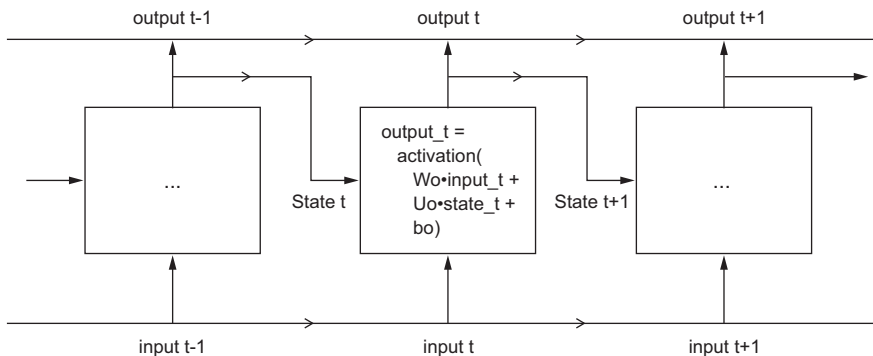 output t-1
output t
output t+1
...
output_t =
activation(
Wo•input_t +
Uo•state_t +
bo)
...
State t
State t+1
input t-1
input t
input t+1